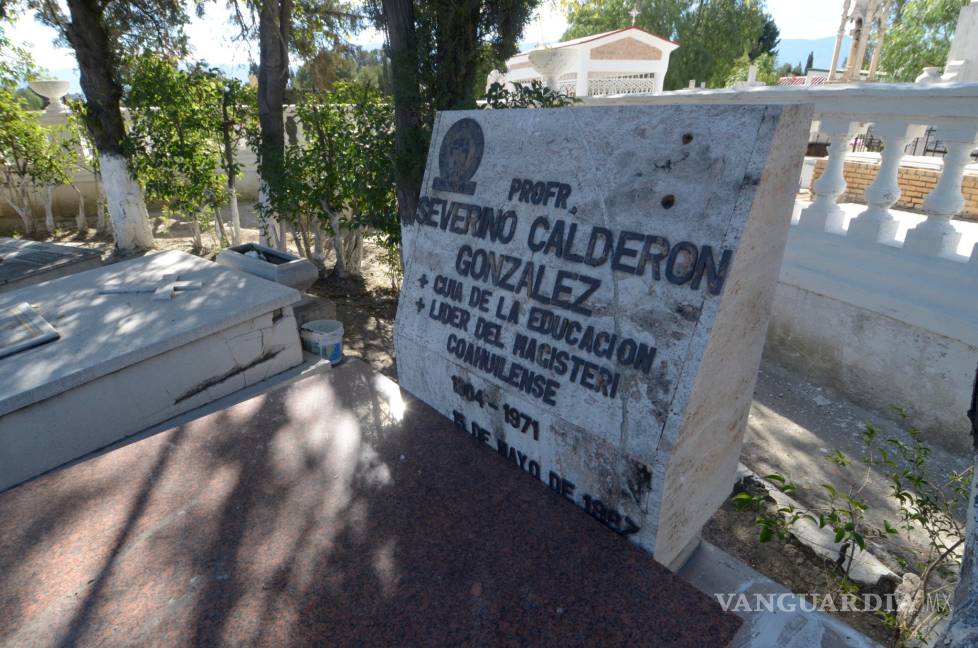 PROFR.
SEVERINO CALDERON
GONZALEZ
+ GUIA DE LA EDUCACION
+ LIDER DEL MAGISTERI
COAHUILENSE
1904 - 1971
15 DE MAYO DE 1987
VANGUARDIA MX